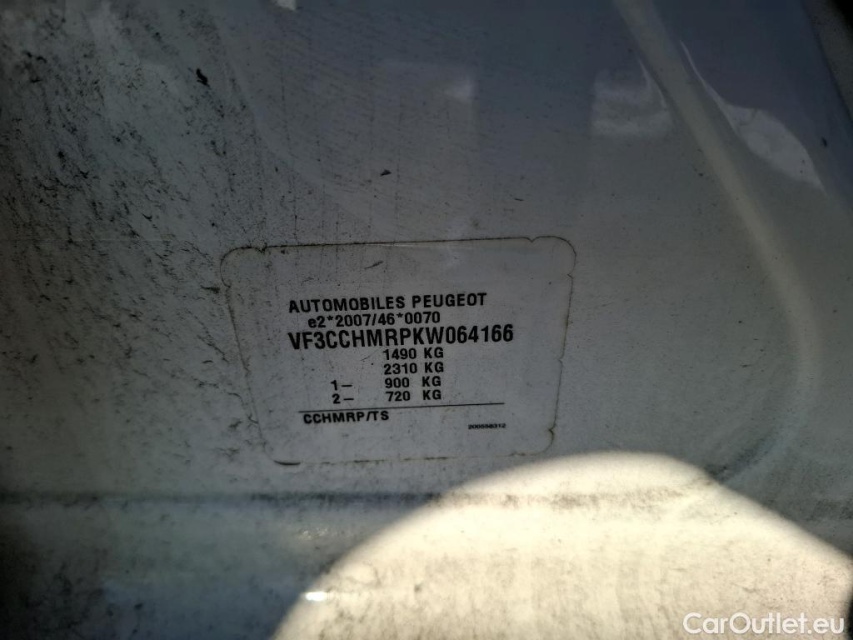 AUTOMOBILES PEUGEOT
e2*2007/46*0070
VF3CCHMRPKW064166
1490 KG
2310 KG
1– 900 KG
2– 720 KG
CCHMRP/TS
CarOutlet.eu